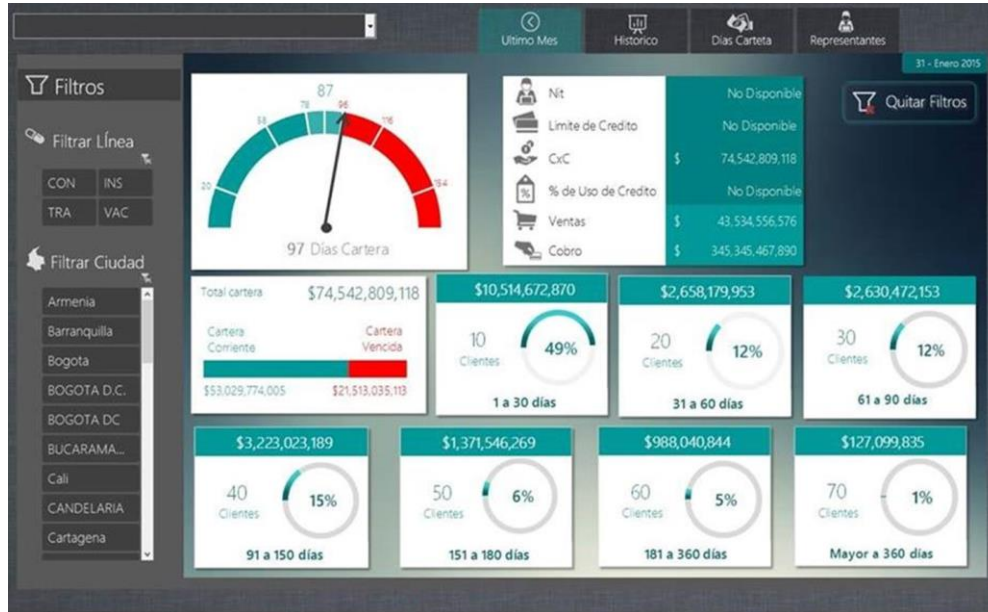 Ultimo Mes
Historico
Dias Carteta
Representantes
31 - Enero 2015
Filtros
Quitar Filtros
Filtrar LÍnea
CON
INS
TRA
VAC
Filtrar Ciudad
Armenia
Barranquilla
Bogota
BOGOTA D.C.
BOGOTA DC
BUCARAMA...
Cali
CANDELARIA
Cartagena
87
20
58
78
96
116
194
97 Días Cartera
Nit
No Disponible
Limite de Credito
No Disponible
CxC
$ 74,542,809,118
% de Uso de Credito
No Disponible
Ventas
$ 43,534,556,576
Cobro
$ 345,345,467,890
Total cartera
$74,542,809,118
Cartera Corriente
Cartera Vencida
$53,029,774,005
$21,513,035,113
$10,514,672,870
10
Clientes
49%
1 a 30 días
$2,658,179,953
20
Clientes
12%
31 a 60 días
$2,630,472,153
30
Clientes
12%
61 a 90 días
$3,223,023,189
40
Clientes
15%
91 a 150 días
$1,371,546,269
50
Clientes
6%
151 a 180 días
$988,040,844
60
Clientes
5%
181 a 360 días
$127,099,835
70
Clientes
1%
Mayor a 360 días